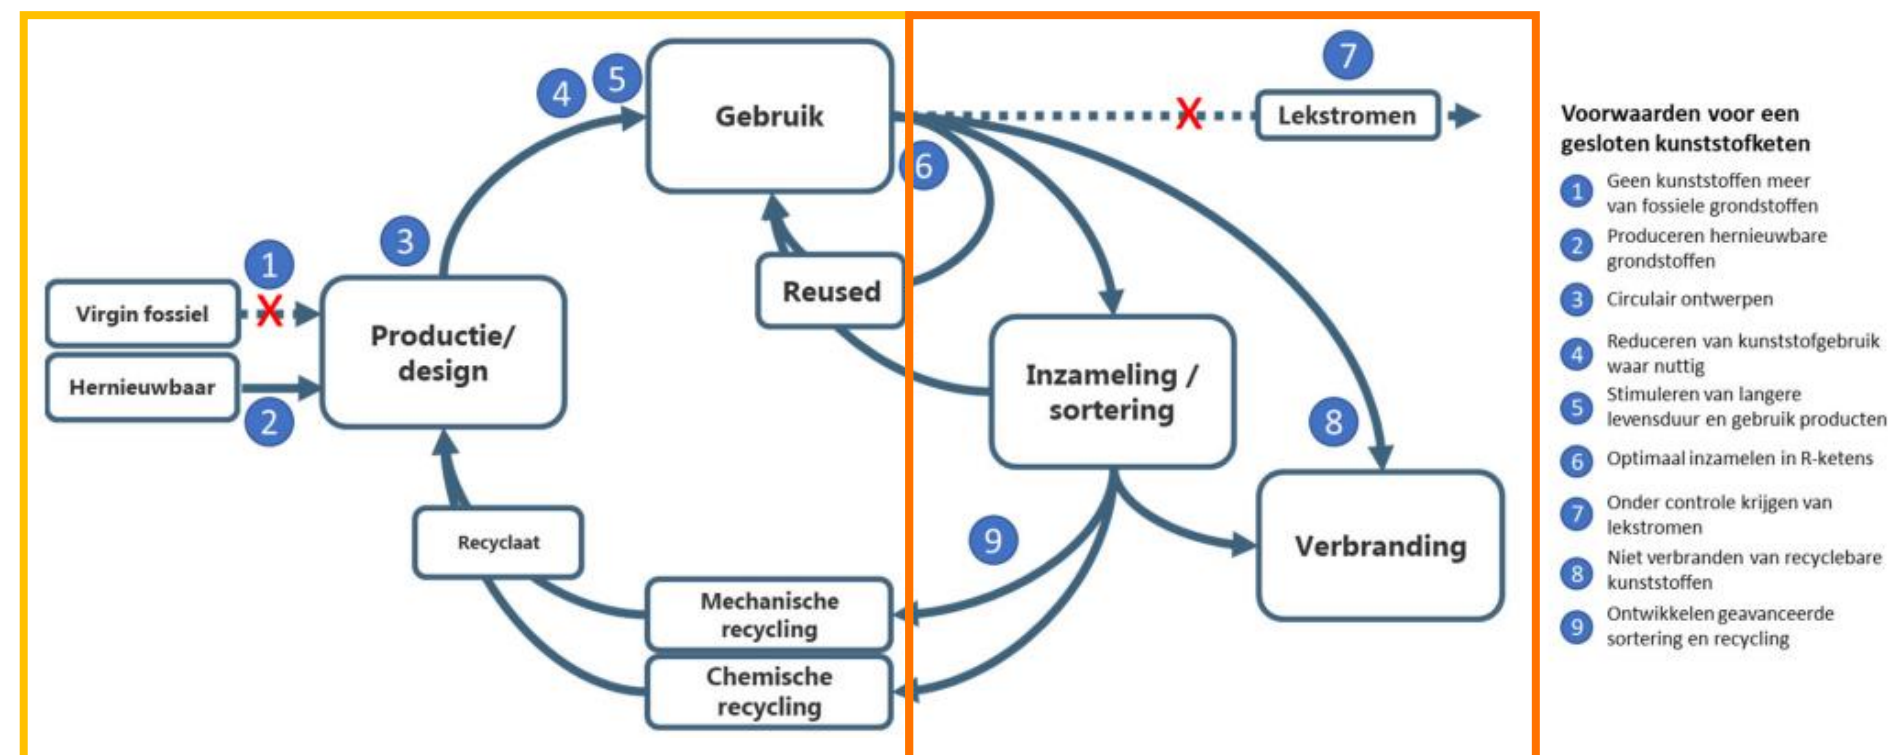 4
5
Gebruik
7
Lekstromen
X
6
3
1
Virgin fossiel
X
Hernieuwbaar
2
Productie/
design
Reused
Inzameling /
sortering
8
Verbranding
9
Recyclaat
Mechanische
recycling
Chemische
recycling
Voorwaarden voor een
gesloten kunststofketen
1 Geen kunststoffen meer
van fossiele grondstoffen
2 Produceren hernieuwbare
grondstoffen
3 Circulair ontwerpen
4 Reduceren van kunststofgebruik
waar nuttig
5 Stimuleren van langere
levensduur en gebruik producten
6 Optimaal inzamelen in R-ketens
7 Onder controle krijgen van
lekstromen
8 Niet verbranden van recyclebare
kunststoffen
9 Ontwikkelen geavanceerde
sortering en recycling